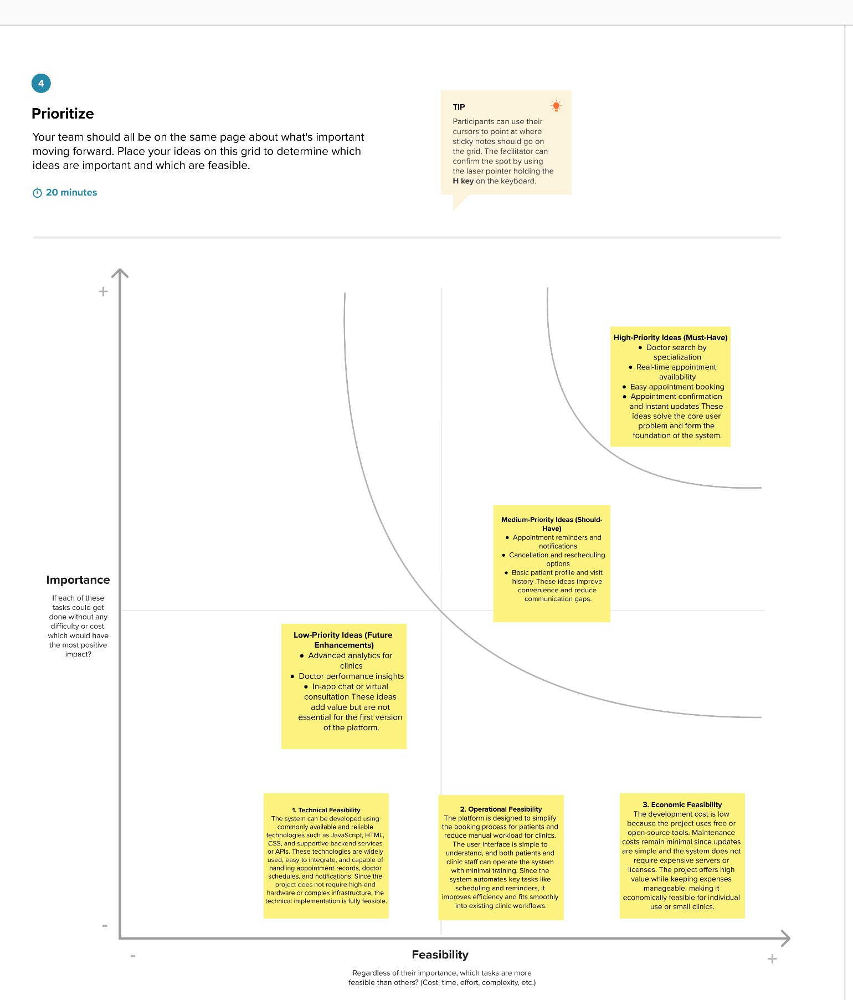 4
Prioritize
Your team should all be on the same page about what's important
moving forward. Place your ideas on this grid to determine which
ideas are important and which are feasible.
20 minutes
TIP
Participants can use their
cursors to point at where
sticky notes should go on
the grid. The facilitator can
confirm the spot by using
the laser pointer holding the
H key on the keyboard.
+
High-Priority Ideas (Must-Have)
● Doctor search by
specialization
● Real-time appointment
availability
● Easy appointment booking
● Appointment confirmation
and instant updates These
ideas solve the core user
problem and form the
foundation of the system.
Medium-Priority Ideas (Should-
Have)
● Appointment reminders and
notifications
● Cancellation and rescheduling
options
● Basic patient profile and visit
history .These ideas improve
convenience and reduce
communication gaps.
Importance
If each of these
tasks could get
done without any
difficulty or cost,
which would have
the most positive
impact?
Low-Priority Ideas (Future
Enhancements)
● Advanced analytics for
clinics
● Doctor performance insights
● In-app chat or virtual
consultation These ideas
add value but are not
essential for the first version
of the platform.
1. Technical Feasibility
The system can be developed using
commonly available and reliable
technologies such as JavaScript, HTML,
CSS, and supportive backend services
or APIs. These technologies are widely
used, easy to integrate, and capable of
handling appointment records, doctor
schedules, and notifications. Since the
project does not require high-end
hardware or complex infrastructure, the
technical implementation is fully feasible.
2. Operational Feasibility
The platform is designed to simplify
the booking process for patients and
reduce manual workload for clinics.
The user interface is simple to
understand, and both patients and
clinic staff can operate the system
with minimal training. Since the
system automates key tasks like
scheduling and reminders, it
improves efficiency and fits smoothly
into existing clinic workflows.
3. Economic Feasibility
The development cost is low
because the project uses free or
open-source tools. Maintenance
costs remain minimal since updates
are simple and the system does not
require expensive servers or
licenses. The project offers high
value while keeping expenses
manageable, making it
economically feasible for individual
use or small clinics.
-
-
Feasibility
+
Regardless of their importance, which tasks are more
feasible than others? (Cost, time, effort, complexity, etc.)